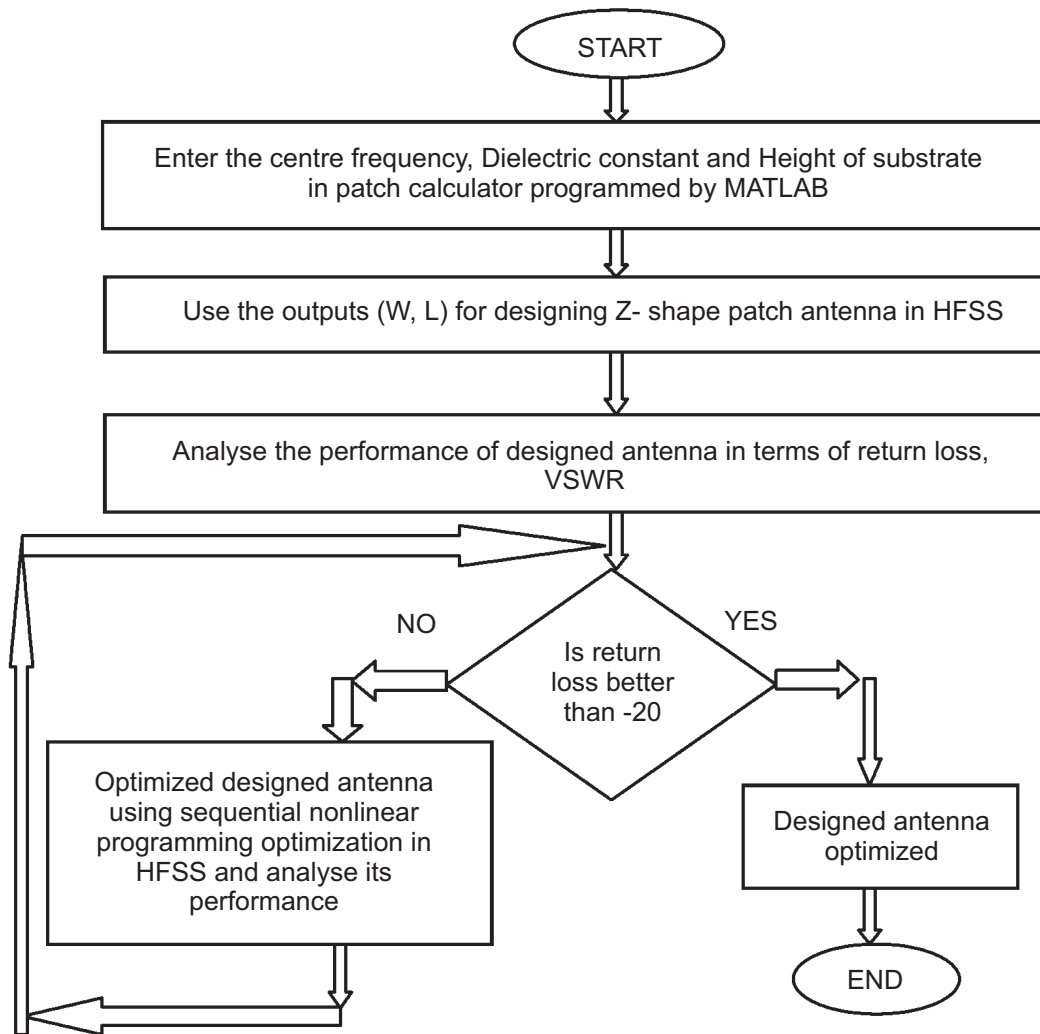 START
Enter the centre frequency, Dielectric constant and Height of substrate
in patch calculator programmed by MATLAB
Use the outputs (W, L) for designing Z- shape patch antenna in HFSS
Analyse the performance of designed antenna in terms of return loss,
VSWR
NO
YES
Is return
loss better
than -20
Optimized designed antenna
using sequential nonlinear
programming optimization in
HFSS and analyse its
performance
Designed antenna
optimized
END